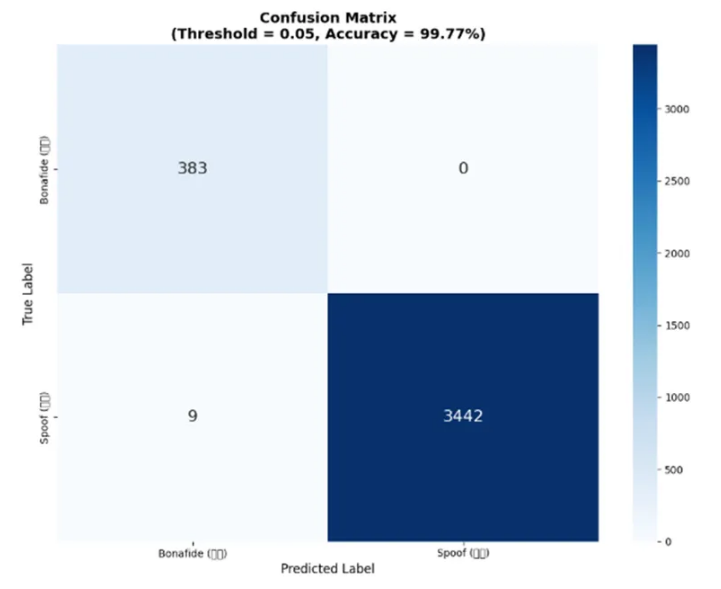 Confusion Matrix
(Threshold = 0.05, Accuracy = 99.77%)
True Label
Bonafide (▯▯)
383
0
Spoof (▯▯)
9
3442
Bonafide (▯▯)
Spoof (▯▯)
Predicted Label
3000
2500
2000
1500
1000
500
0